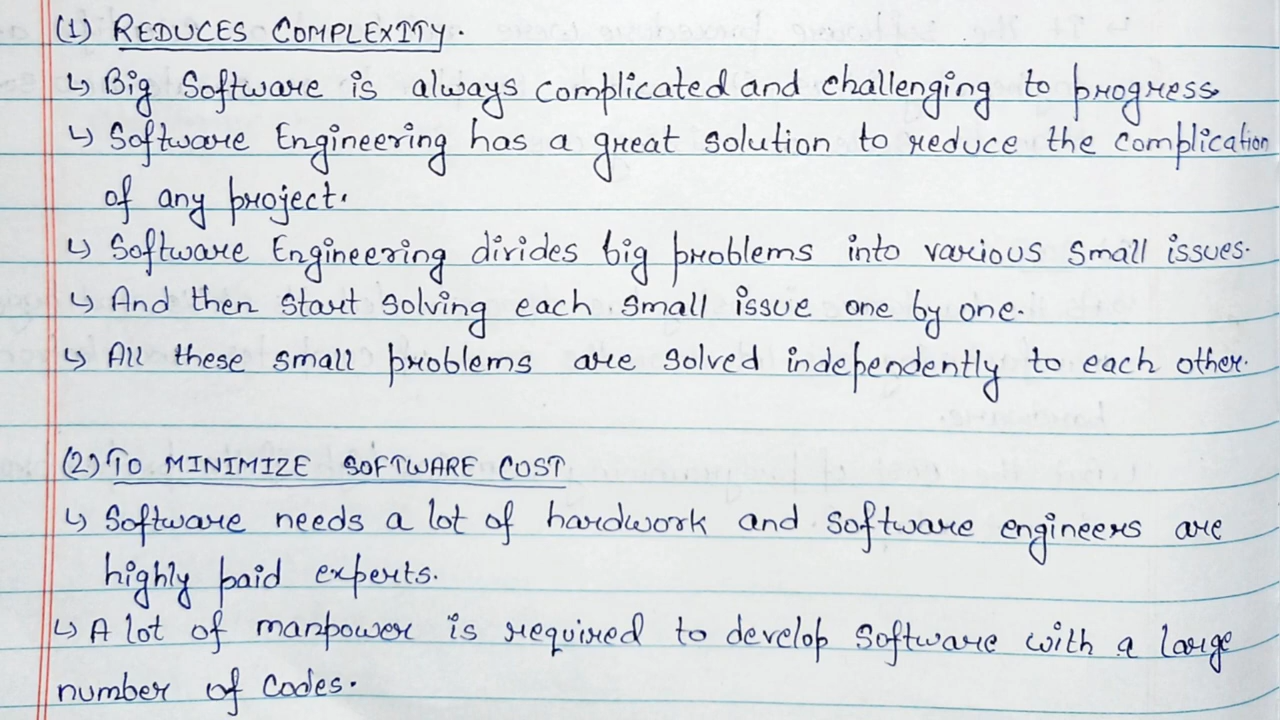 (1) REDUCES COMPLEXITY.
↳ Big Software is always complicated and challenging to progress.
↳ Software Engineering has a great solution to reduce the complication
of any project.
↳ Software Engineering divides big problems into various small issues.
↳ And then start solving each small issue one by one.
↳ All these small problems are solved independently to each other.
(2) TO MINIMIZE SOFTWARE COST
↳ Software needs a lot of hardwork and software engineers are
highly paid experts.
↳ A lot of manpower is required to develop software with a large
number of codes.